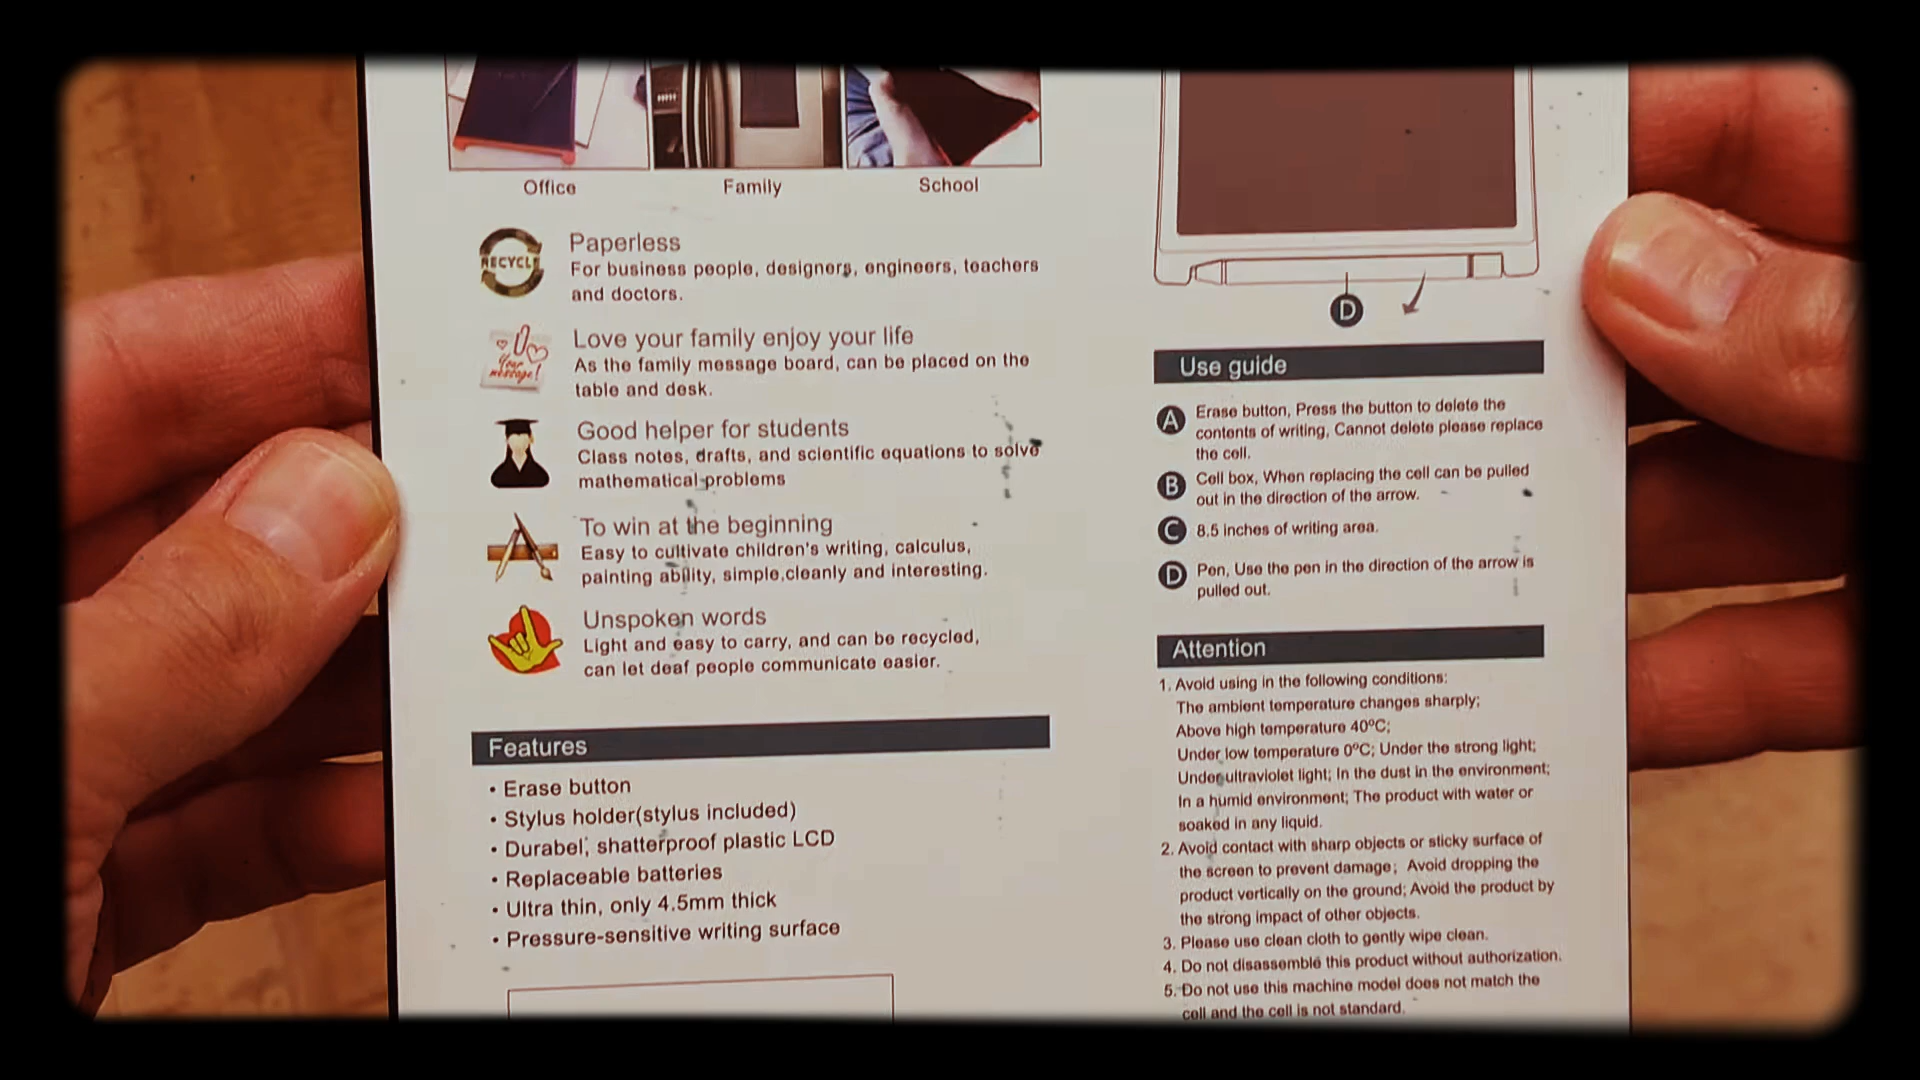 Office
Family
School
RECYCLE
Paperless
For business people, designers, engineers, teachers
and doctors.
Your
message!
Love your family enjoy your life
As the family message board, can be placed on the
table and desk.
Good helper for students
Class notes, drafts, and scientific equations to solve
mathematical problems
To win at the beginning
Easy to cultivate children's writing, calculus,
painting ability, simple,cleanly and interesting.
Unspoken words
Light and easy to carry, and can be recycled,
can let deaf people communicate easier.
Features
• Erase button
• Stylus holder(stylus included)
• Durabel, shatterproof plastic LCD
• Replaceable batteries
• Ultra thin, only 4.5mm thick
• Pressure-sensitive writing surface
D
Use guide
A Erase button, Press the button to delete the
contents of writing, Cannot delete please replace
the cell.
B Cell box, When replacing the cell can be pulled
out in the direction of the arrow.
C 8.5 inches of writing area.
D Pen, Use the pen in the direction of the arrow is
pulled out.
Attention
1. Avoid using in the following conditions:
The ambient temperature changes sharply;
Above high temperature 40ºC;
Under low temperature 0ºC; Under the strong light;
Under ultraviolet light; In the dust in the environment;
In a humid environment; The product with water or
soaked in any liquid.
2. Avoid contact with sharp objects or sticky surface of
the screen to prevent damage; Avoid dropping the
product vertically on the ground; Avoid the product by
the strong impact of other objects.
3. Please use clean cloth to gently wipe clean.
4. Do not disassemble this product without authorization.
5. Do not use this machine model does not match the
cell and the cell is not standard.